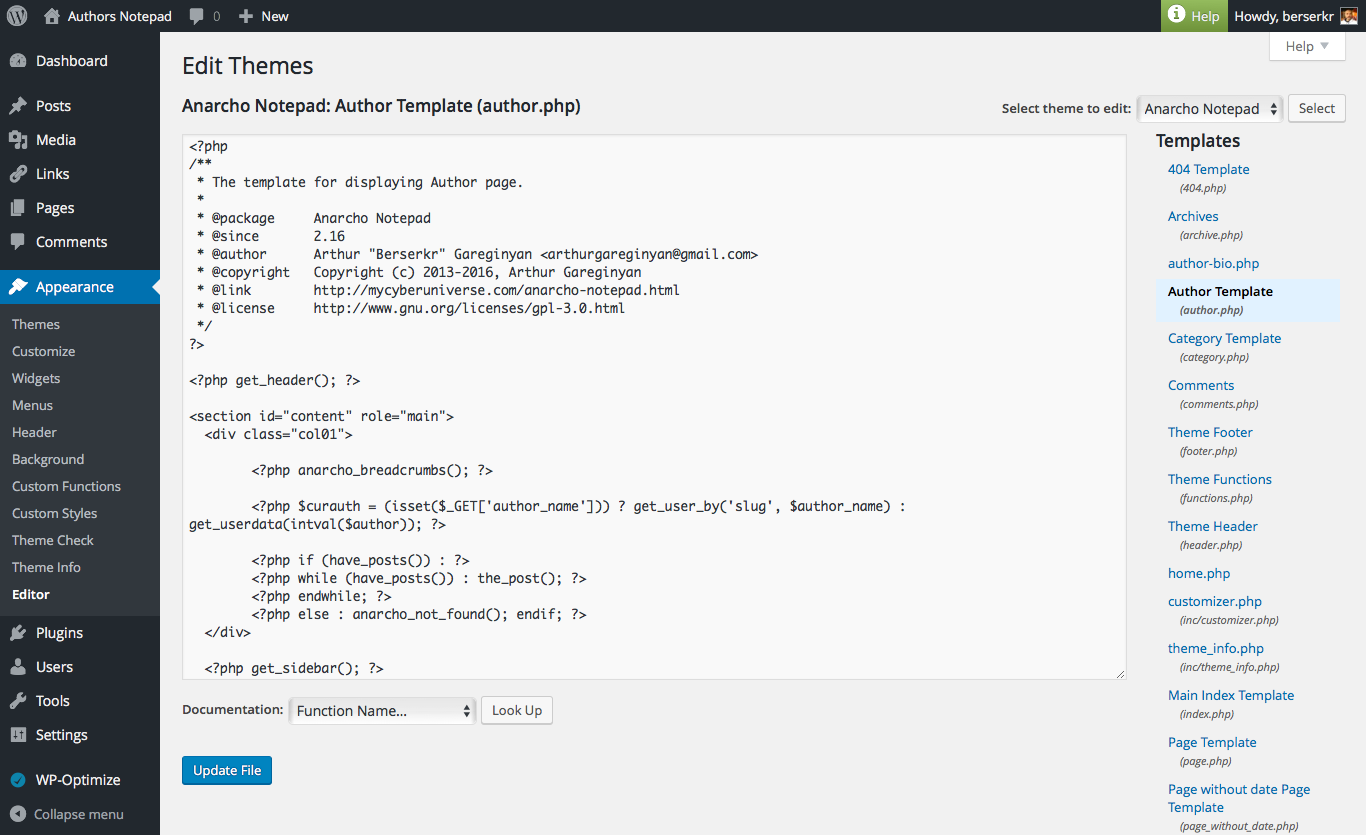 Authors Notepad
0
New
Help
Howdy, berserkr
Dashboard
Posts
Media
Links
Pages
Comments
Appearance
Themes
Customize
Widgets
Menus
Header
Background
Custom Functions
Custom Styles
Theme Check
Theme Info
Editor
Plugins
Users
Tools
Settings
WP-Optimize
Collapse menu
Help
Edit Themes
Anarcho Notepad: Author Template (author.php)
Select theme to edit: Anarcho Notepad Select
<?php
/**
 * The template for displaying Author page.
 *
 * @package     Anarcho Notepad
 * @since       2.16
 * @author      Arthur "Berserkr" Gareginyan <arthurgareginyan@gmail.com>
 * @copyright   Copyright (c) 2013-2016, Arthur Gareginyan
 * @link        http://mycyberuniverse.com/anarcho-notepad.html
 * @license     http://www.gnu.org/licenses/gpl-3.0.html
 */
?>
<?php get_header(); ?>
<section id="content" role="main">
  <div class="col01">
        <?php anarcho_breadcrumbs(); ?>
        <?php $curauth = (isset($_GET['author_name'])) ? get_user_by('slug', $author_name) :
get_userdata(intval($author)); ?>
        <?php if (have_posts()) : ?>
        <?php while (have_posts()) : the_post(); ?>
        <?php endwhile; ?>
        <?php else : anarcho_not_found(); endif; ?>
  </div>
  <?php get_sidebar(); ?>
Documentation: Function Name... Look Up
Update File
Templates
404 Template
(404.php)
Archives
(archive.php)
author-bio.php
Author Template
(author.php)
Category Template
(category.php)
Comments
(comments.php)
Theme Footer
(footer.php)
Theme Functions
(functions.php)
Theme Header
(header.php)
home.php
customizer.php
(inc/customizer.php)
theme_info.php
(inc/theme_info.php)
Main Index Template
(index.php)
Page Template
(page.php)
Page without date Page
Template
(page_without_date.php)